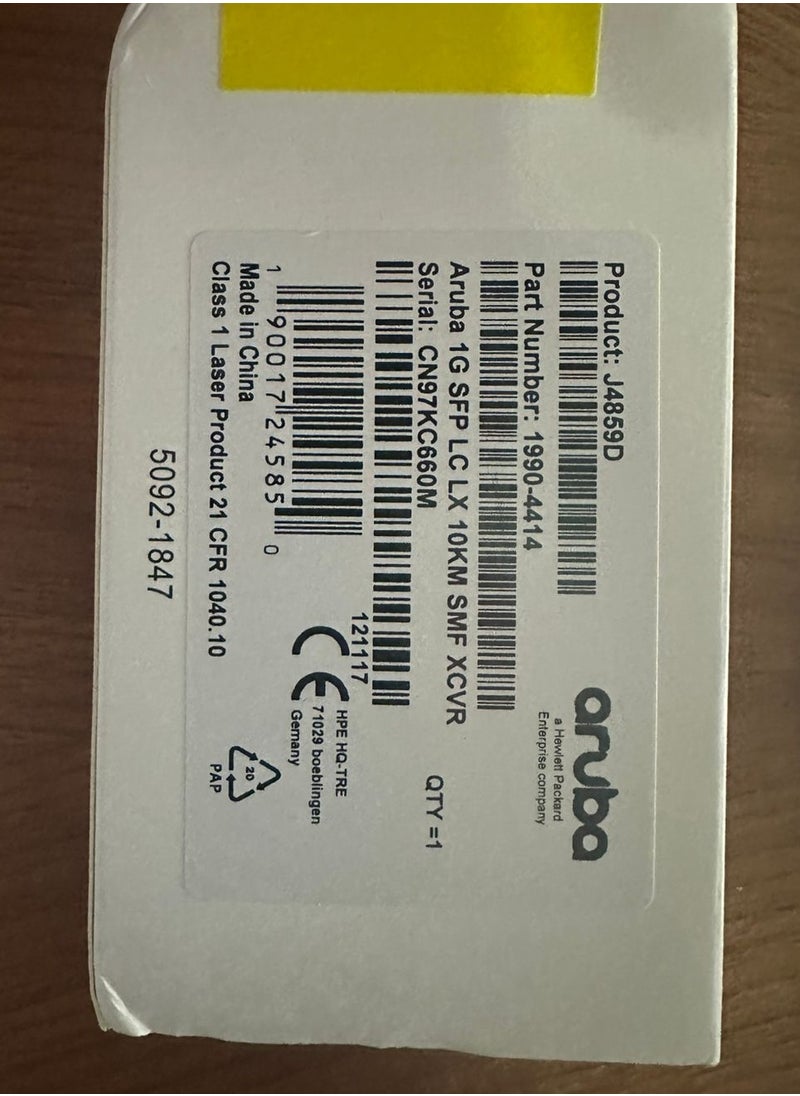 Product: J4859D
aruba
a Hewlett Packard
Enterprise company
Part Number: 1990-4414
Aruba 1G SFP LC LX 10KM SMF XCVR
Serial: CN97KC660M
QTY =1
121117
1 90017 24585 0
HPE HQ-TRE
71029 boeblingen
Gemany
CE
Made in China
Class 1 Laser Product 21 CFR 1040.10
20
PAP
5092-1847